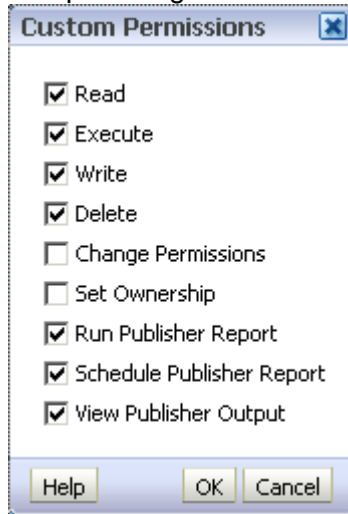 Custom Permissions
Read
Execute
Write
Delete
Change Permissions
Set Ownership
Run Publisher Report
Schedule Publisher Report
View Publisher Output
Help OK Cancel